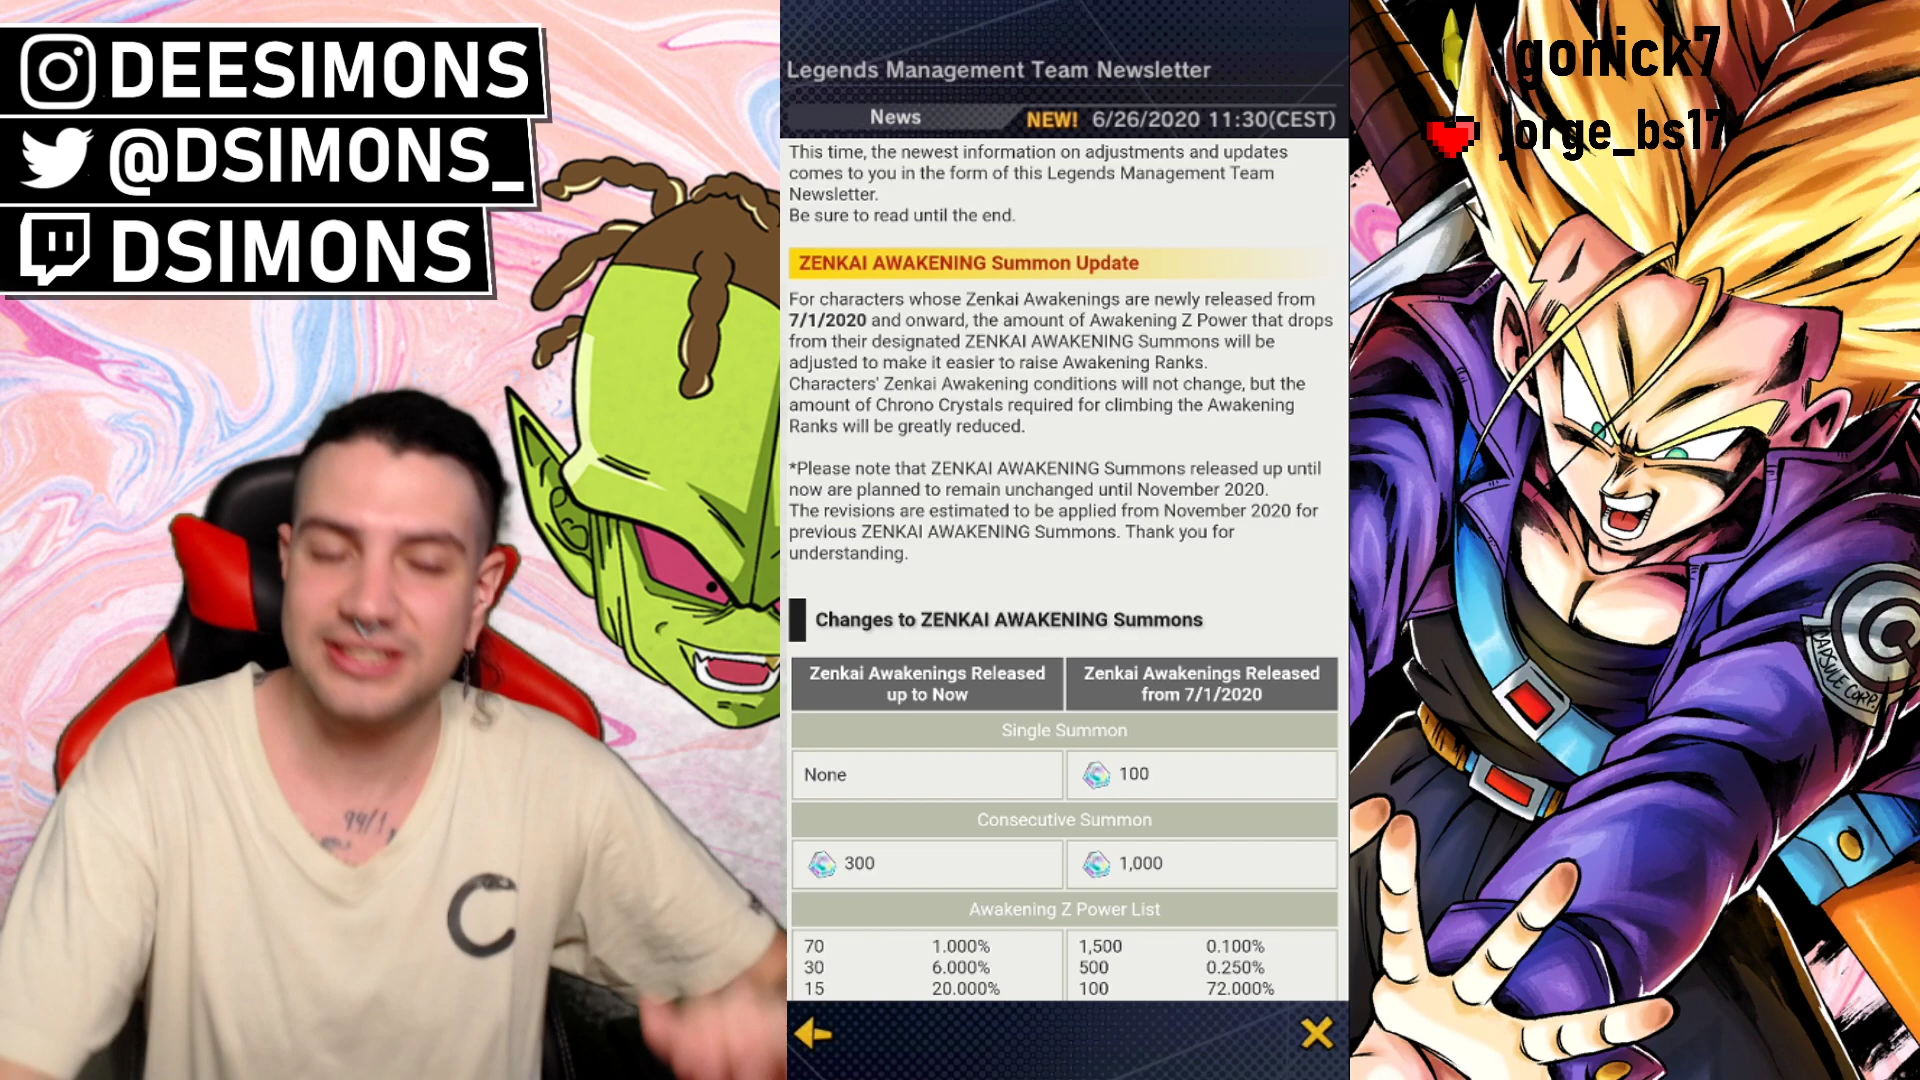 DEESIMONS
@DSIMONS_
DSIMONS
Legends Management Team Newsletter
News
NEW! 6/26/2020 11:30(CEST)
This time, the newest information on adjustments and updates
comes to you in the form of this Legends Management Team
Newsletter.
Be sure to read until the end.
ZENKAI AWAKENING Summon Update
For characters whose Zenkai Awakenings are newly released from
7/1/2020 and onward, the amount of Awakening Z Power that drops
from their designated ZENKAI AWAKENING Summons will be
adjusted to make it easier to raise Awakening Ranks.
Characters' Zenkai Awakening conditions will not change, but the
amount of Chrono Crystals required for climbing the Awakening
Ranks will be greatly reduced.
*Please note that ZENKAI AWAKENING Summons released up until
now are planned to remain unchanged until November 2020.
The revisions are estimated to be applied from November 2020 for
previous ZENKAI AWAKENING Summons. Thank you for
understanding.
Changes to ZENKAI AWAKENING Summons
Zenkai Awakenings Released
up to Now
Zenkai Awakenings Released
from 7/1/2020
Single Summon
None
100
Consecutive Summon
300
1,000
Awakening Z Power List
70 1.000% 1,500 0.100%
30 6.000% 500 0.250%
15 20.000% 100 72.000%
gonick7
jorge_bs17
CAPSULE CORP.
C